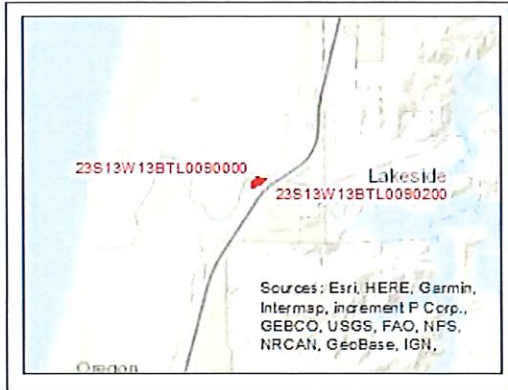 23S13W13BTL0090000
Lakeside
23S13W13BTL0090200
Sources: Esri, HERE, Garmin,
Intermap, increment P Corp.,
GEBCO, USGS, FAO, NPS,
NRCAN, GeoBase, IGN,
Oregon